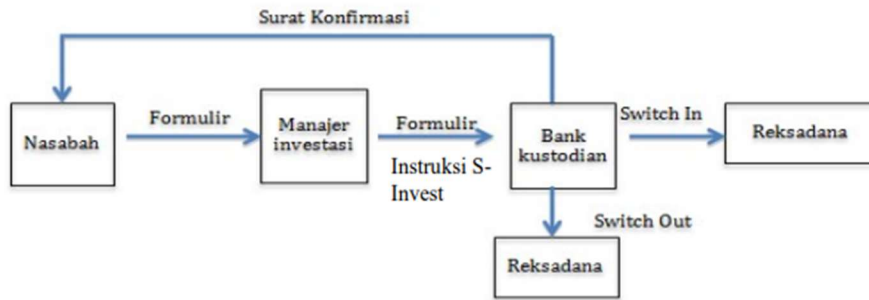 Surat Konfirmasi
Nasabah
Formulir
Manajer
investasi
Formulir
Instruksi S-
Invest
Bank
kustodian
Switch In
Reksadana
Switch Out
Reksadana